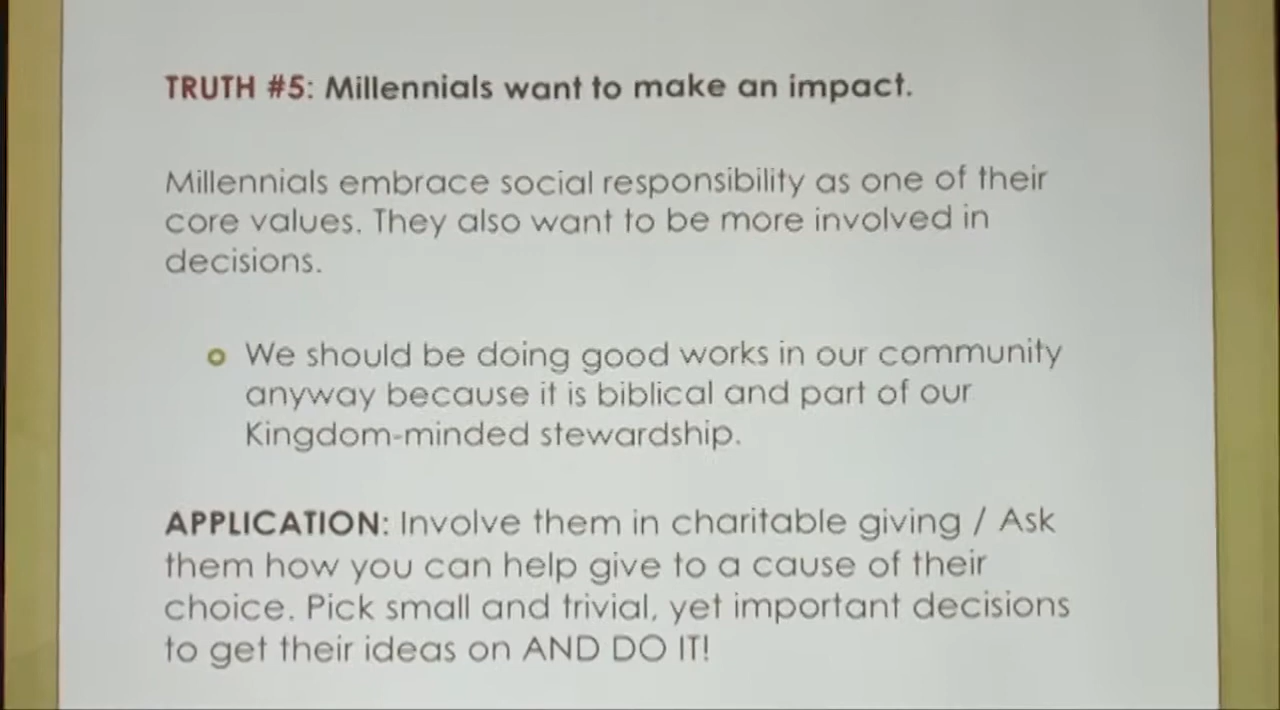 TRUTH #5: Millennials want to make an impact.
Millennials embrace social responsibility as one of their
core values. They also want to be more involved in
decisions.
We should be doing good works in our community
anyway because it is biblical and part of our
Kingdom-minded stewardship.
APPLICATION: Involve them in charitable giving / Ask
them how you can help give to a cause of their
choice. Pick small and trivial, yet important decisions
to get their ideas on AND DO IT!